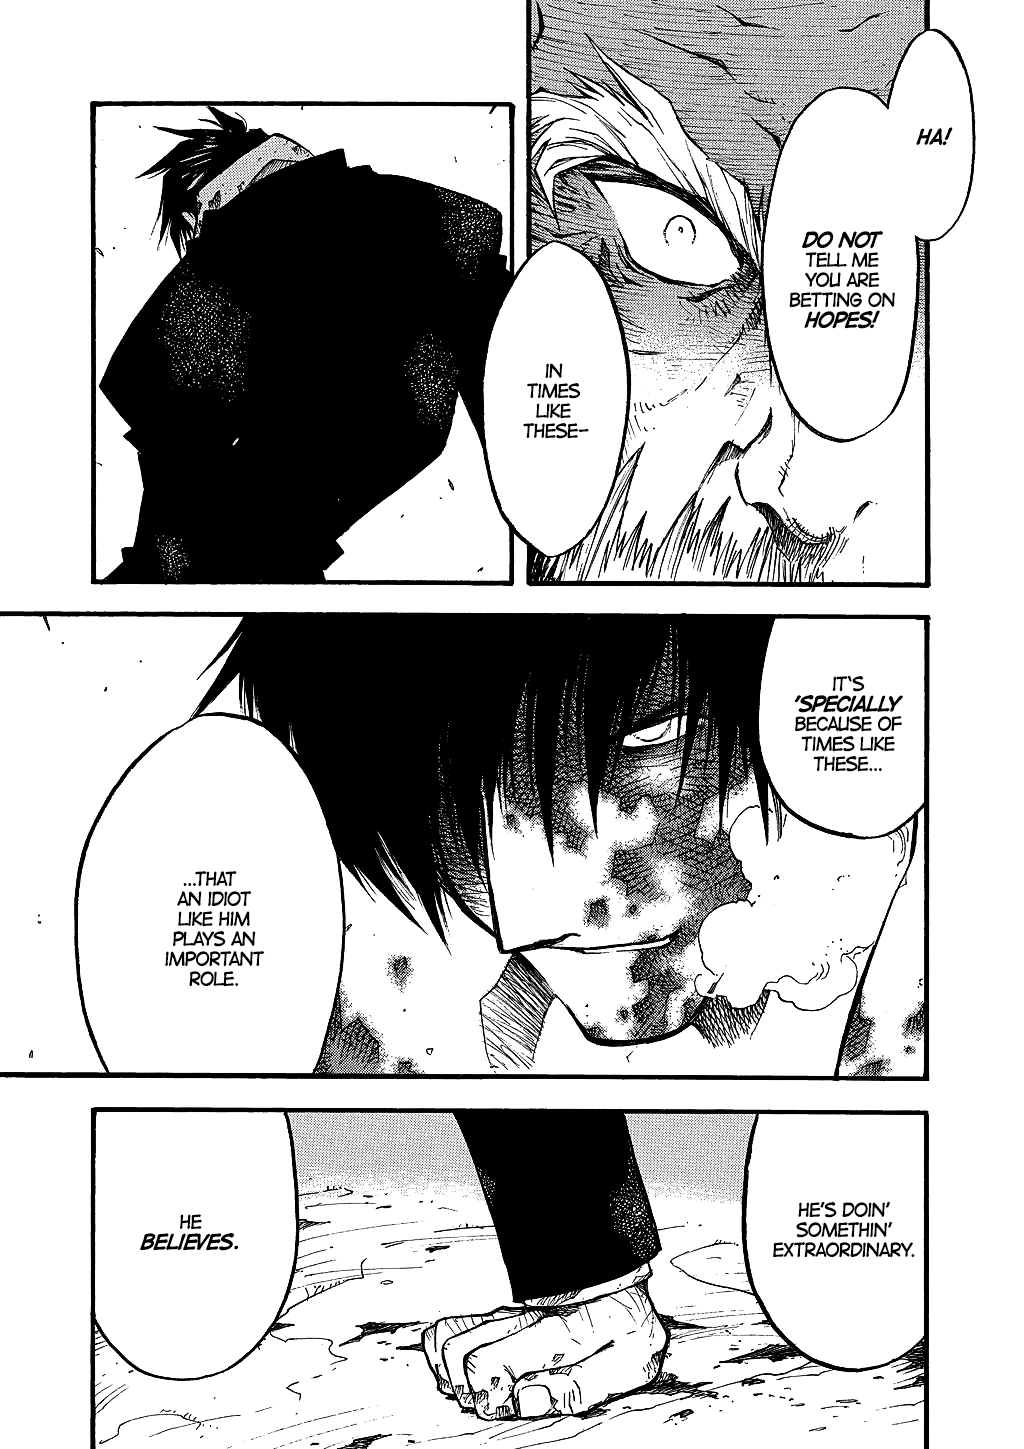 HA!
DO NOT
TELL ME
YOU ARE
BETTING ON
HOPES!
IN
TIMES
LIKE
THESE-
IT'S
'SPECIALLY
BECAUSE OF
TIMES LIKE
THESE...
...THAT
AN IDIOT
LIKE HIM
PLAYS AN
IMPORTANT
ROLE.
HE'S DOIN'
SOMETHIN'
EXTRAORDINARY.
HE
BELIEVES.